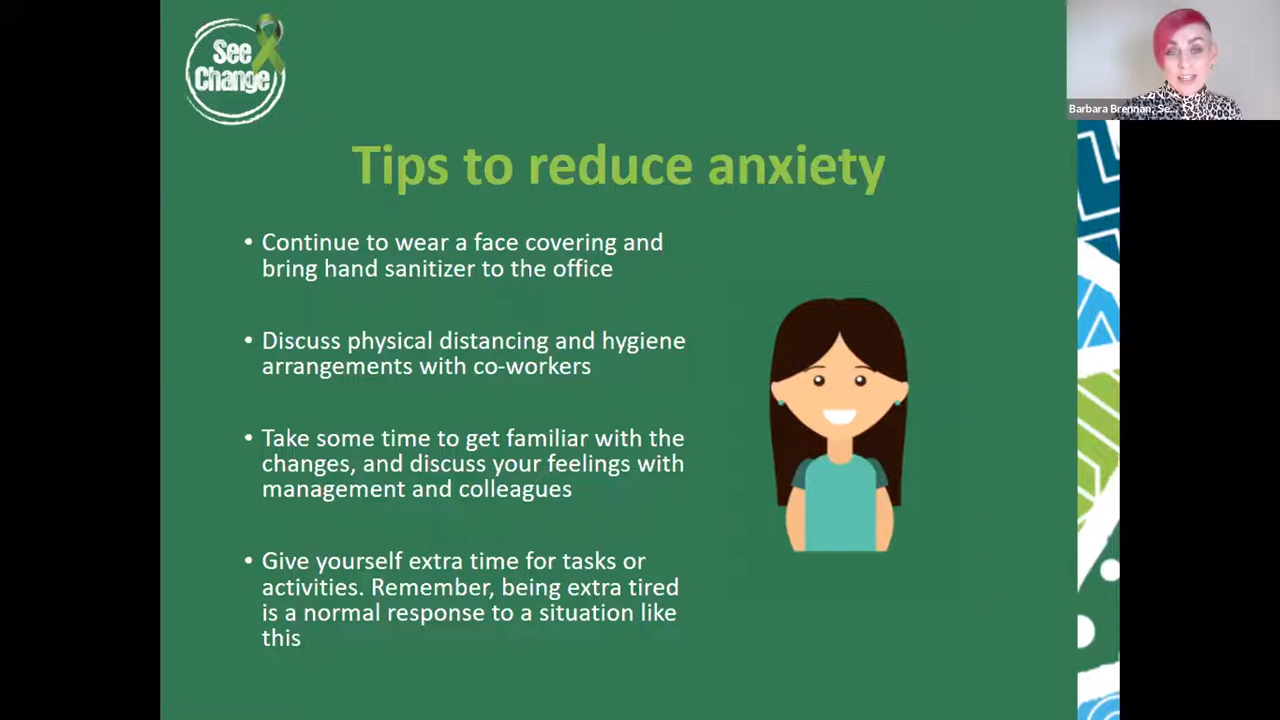 See
Change
Barbara Brennan, Se...
Tips to reduce anxiety
• Continue to wear a face covering and
bring hand sanitizer to the office
• Discuss physical distancing and hygiene
arrangements with co-workers
• Take some time to get familiar with the
changes, and discuss your feelings with
management and colleagues
• Give yourself extra time for tasks or
activities. Remember, being extra tired
is a normal response to a situation like
this